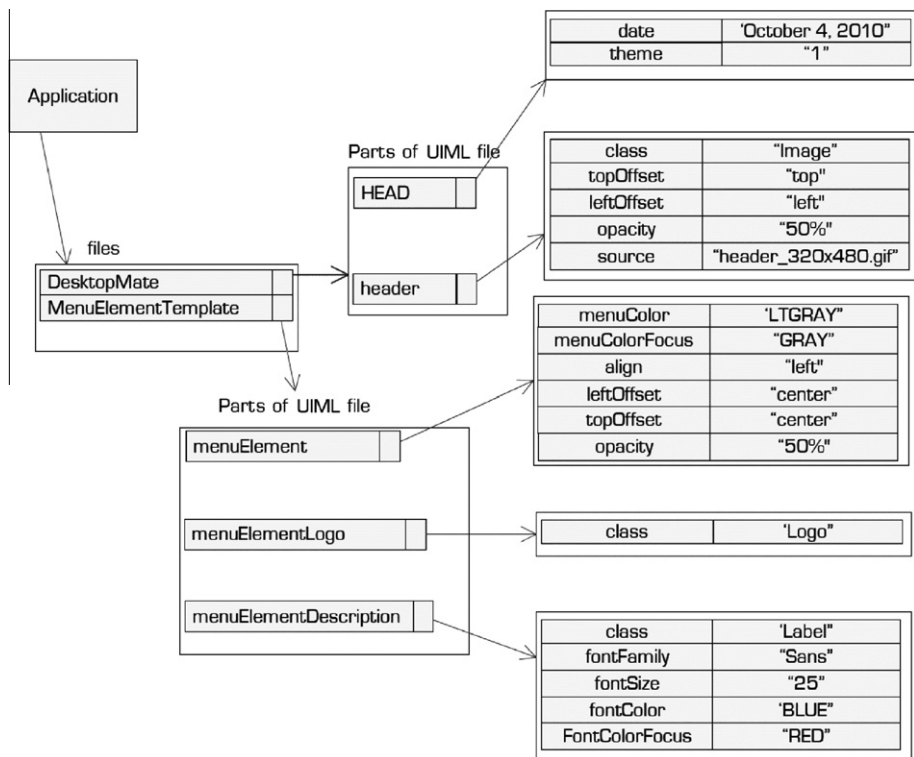 date 'October 4, 2010"
theme "1"
Application
Parts of UIML file
HEAD
header
class "Image"
topOffset "top"
leftOffset "left"
opacity "50%"
source "header_320x480.gif"
files
DesktopMate
MenuElementTemplate
menuColor 'LTGRAY"
menuColorFocus "GRAY"
align "left"
leftOffset "center"
topOffset "center"
opacity "50%"
Parts of UIML file
menuElement
menuElementLogo
menuElementDescription
class 'Logo"
class 'Label"
fontFamily "Sans"
fontSize "25"
fontColor 'BLUE"
FontColorFocus "RED"